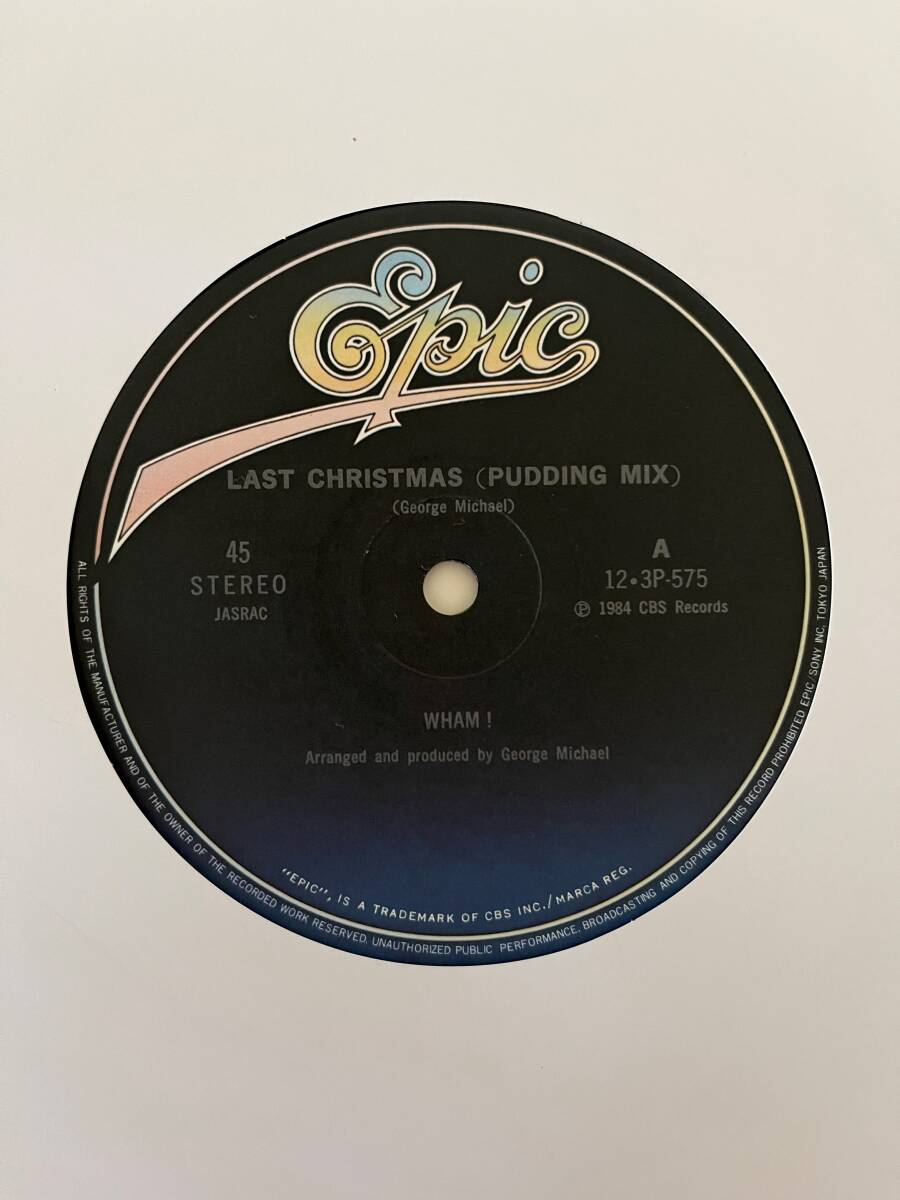 Epic
LAST CHRISTMAS (PUDDING MIX)
(George Michael)
45
STEREO
JASRAC
A
12•3P-575
℗ 1984 CBS Records
WHAM!
Arranged and produced by George Michael
"EPIC", IS A TRADEMARK OF CBS INC./MARCA REG.
ALL RIGHTS OF THE MANUFACTURER AND OF THE OWNER OF THE RECORDED WORK RESERVED. UNAUTHORIZED PUBLIC PERFORMANCE, BROADCASTING AND COPYING OF THIS RECORD PROHIBITED EPIC/SONY INC. TOKYO JAPAN